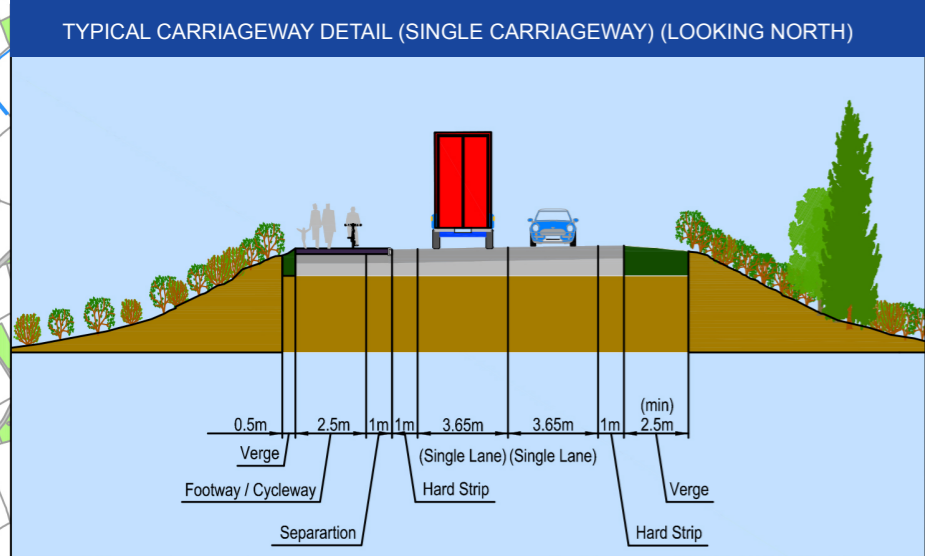 TYPICAL CARRIAGEWAY DETAIL (SINGLE CARRIAGEWAY) (LOOKING NORTH)
(min)
0.5m 2.5m 1m 1m 3.65m 3.65m 1m 2.5m
Verge (Single Lane) (Single Lane)
Footway / Cycleway Hard Strip Verge
Separartion Hard Strip